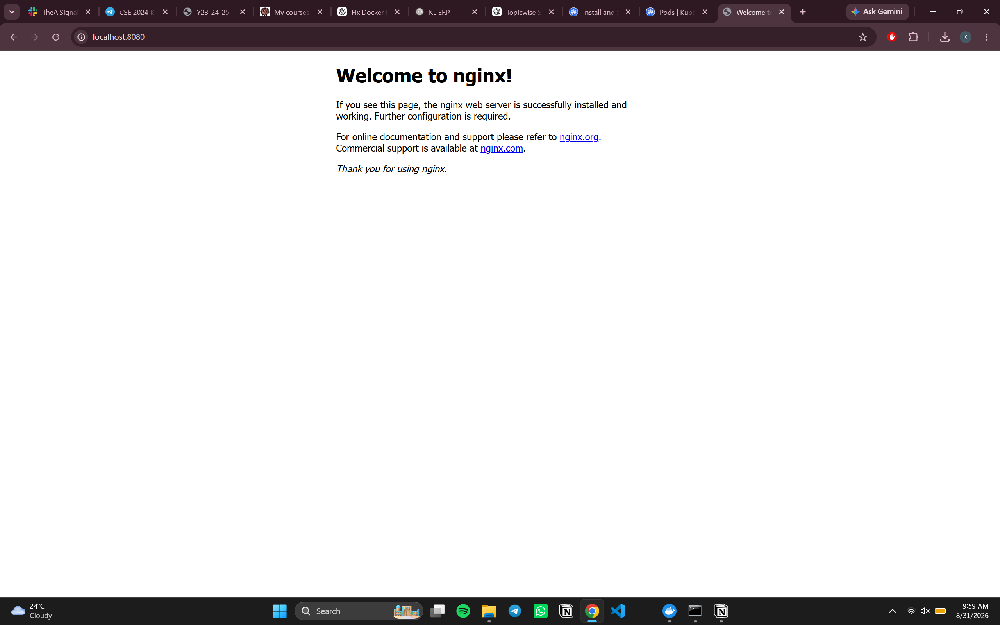 TheAiSignal
CSE 2024 K
Y23_24_25_
My courses
Fix Docker
KL ERP
Topicwise S
Install and
Pods | Kube
Welcome to
Ask Gemini
localhost:8080
K
Welcome to nginx!
If you see this page, the nginx web server is successfully installed and
working. Further configuration is required.
For online documentation and support please refer to nginx.org.
Commercial support is available at nginx.com.
Thank you for using nginx.
24°C
Cloudy
Search
9:59 AM
8/31/2026